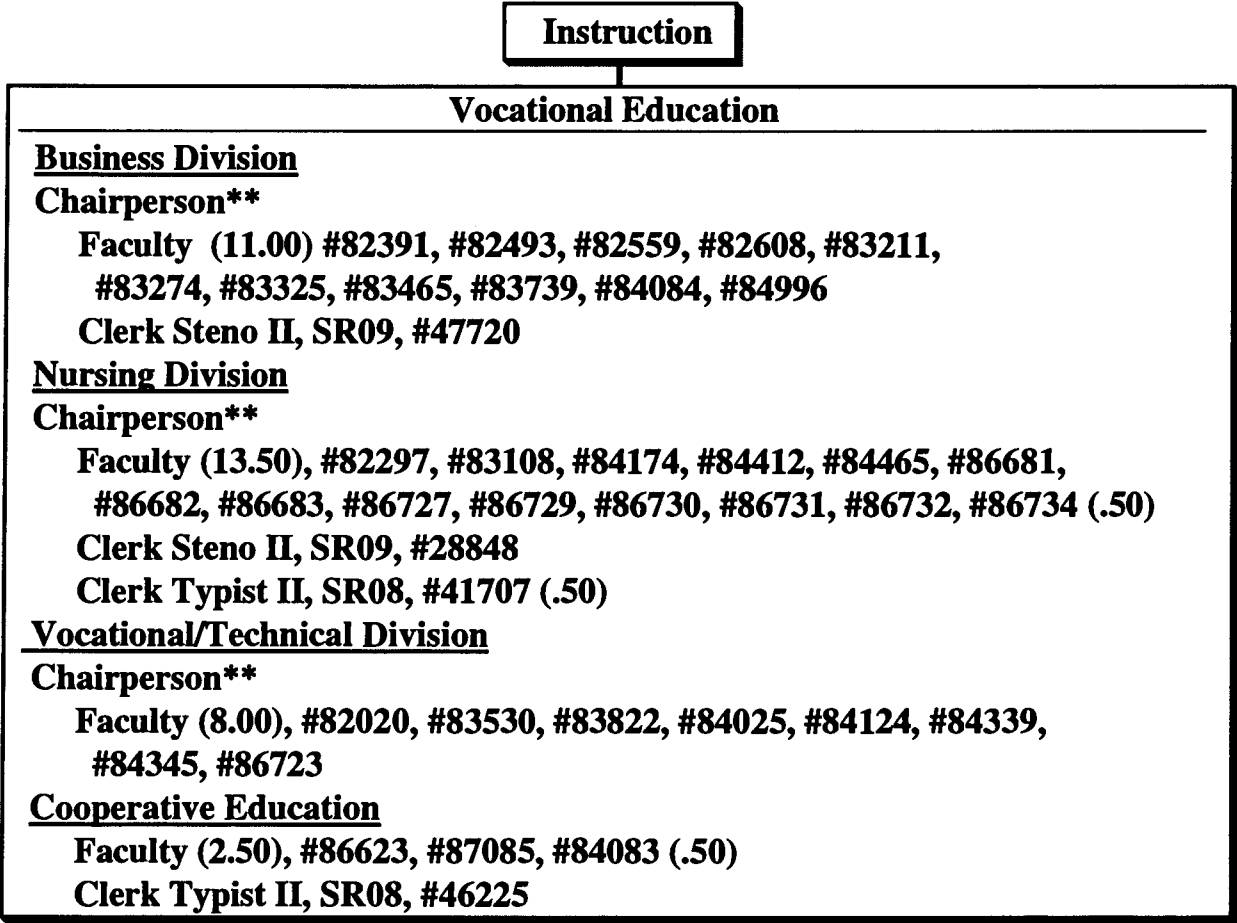 Instruction
Vocational Education
Business Division
Chairperson**
Faculty (11.00) #82391, #82493, #82559, #82608, #83211,
#83274, #83325, #83465, #83739, #84084, #84996
Clerk Steno II, SR09, #47720
Nursing Division
Chairperson**
Faculty (13.50), #82297, #83108, #84174, #84412, #84465, #86681,
#86682, #86683, #86727, #86729, #86730, #86731, #86732, #86734 (.50)
Clerk Steno II, SR09, #28848
Clerk Typist II, SR08, #41707 (.50)
Vocational/Technical Division
Chairperson**
Faculty (8.00), #82020, #83530, #83822, #84025, #84124, #84339,
#84345, #86723
Cooperative Education
Faculty (2.50), #86623, #87085, #84083 (.50)
Clerk Typist II, SR08, #46225